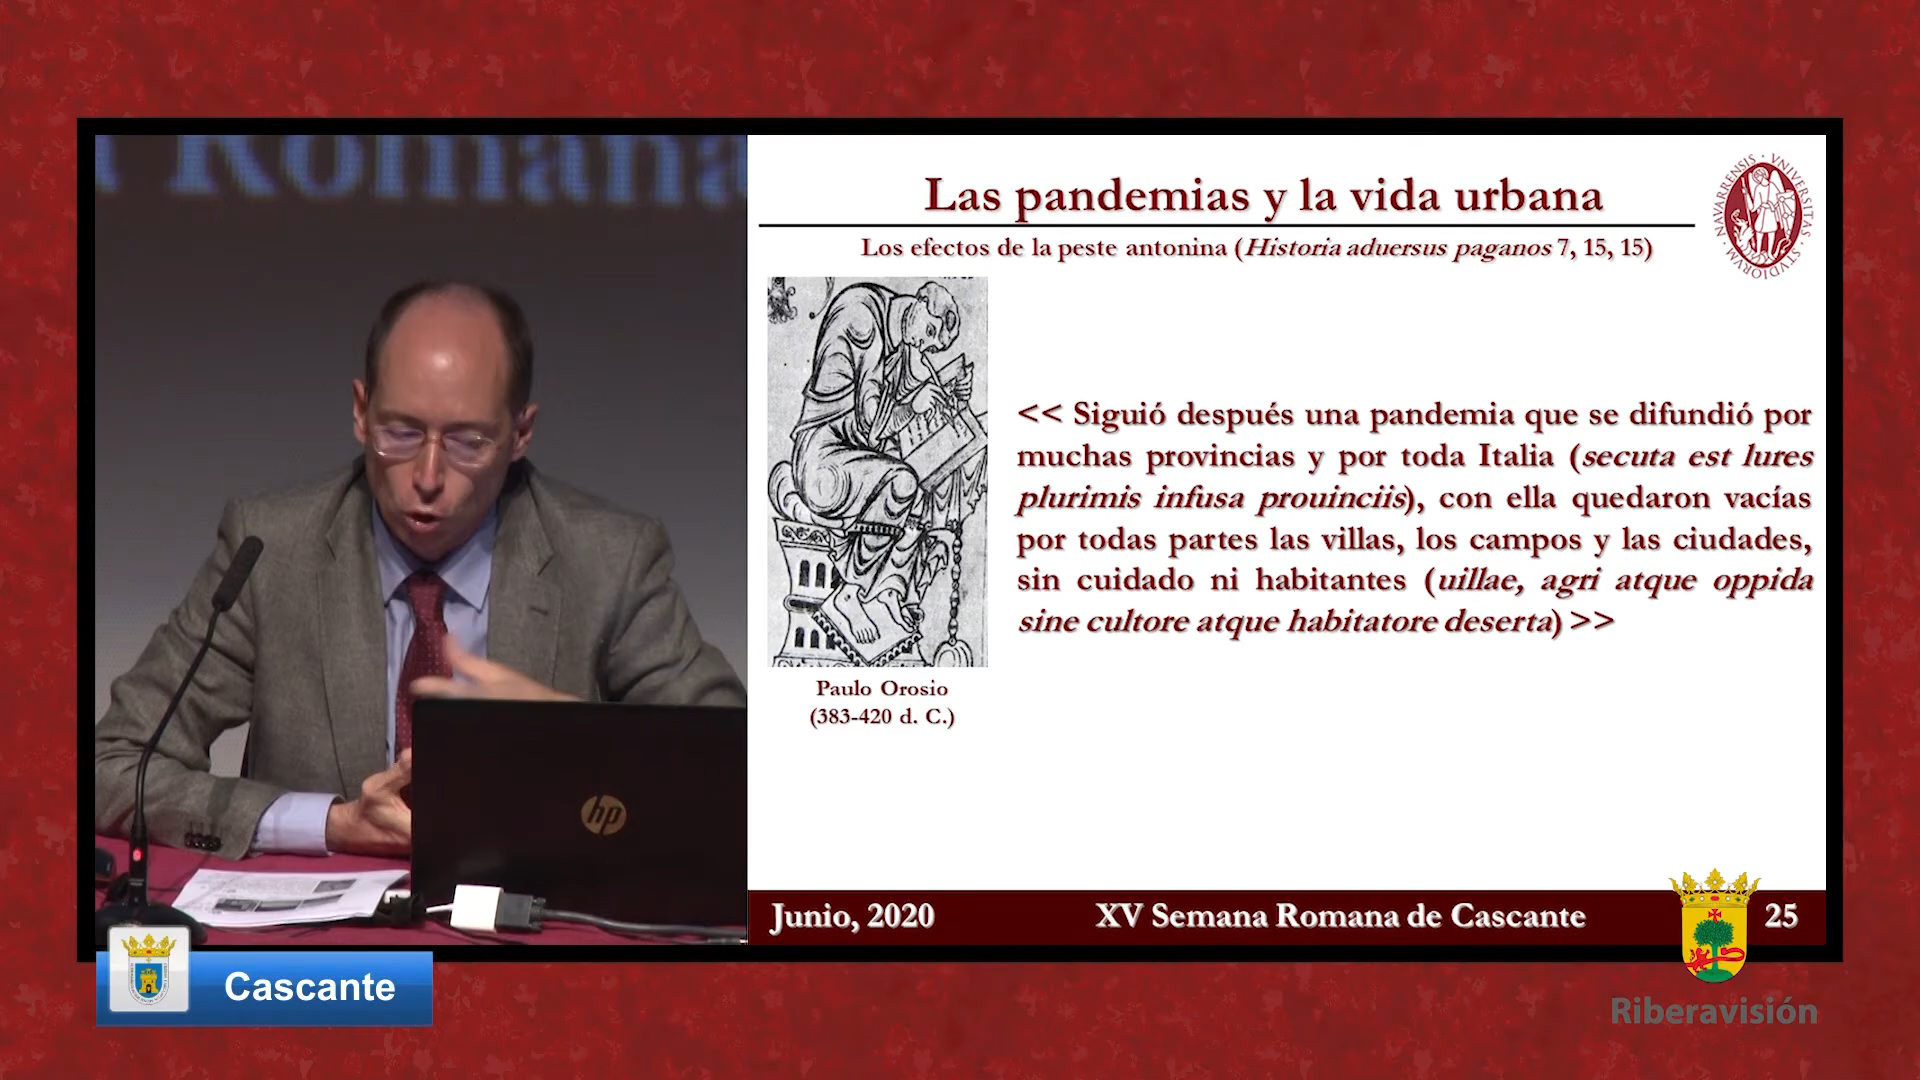 a Romana
Las pandemias y la vida urbana
Los efectos de la peste antonina (Historia aduersus paganos 7, 15, 15)
NAVARRENSIS · VNIVERSITAS · STVDIORVM
<< Siguió después una pandemia que se difundió por
muchas provincias y por toda Italia (secuta est lures
plurimis infusa prouinciis), con ella quedaron vacías
por todas partes las villas, los campos y las ciudades,
sin cuidado ni habitantes (uillae, agri atque oppida
sine cultore atque habitatore deserta) >>
Paulo Orosio
(383-420 d. C.)
hp
Junio, 2020
XV Semana Romana de Cascante
25
Cascante
Riberavisión